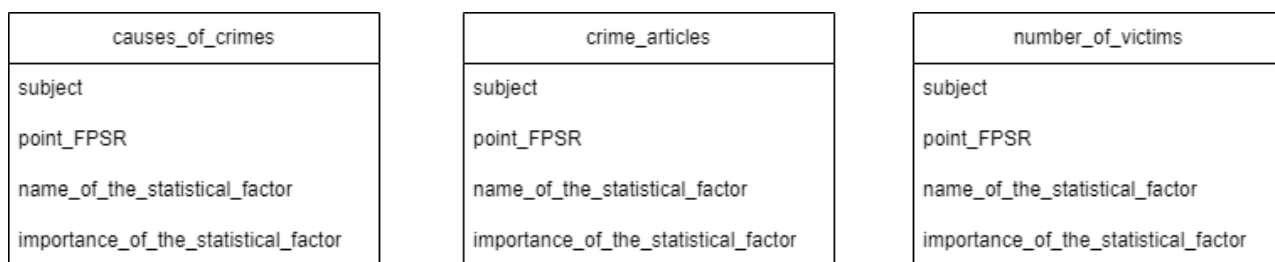 causes_of_crimes
subject
point_FPSR
name_of_the_statistical_factor
importance_of_the_statistical_factor
crime_articles
subject
point_FPSR
name_of_the_statistical_factor
importance_of_the_statistical_factor
number_of_victims
subject
point_FPSR
name_of_the_statistical_factor
importance_of_the_statistical_factor